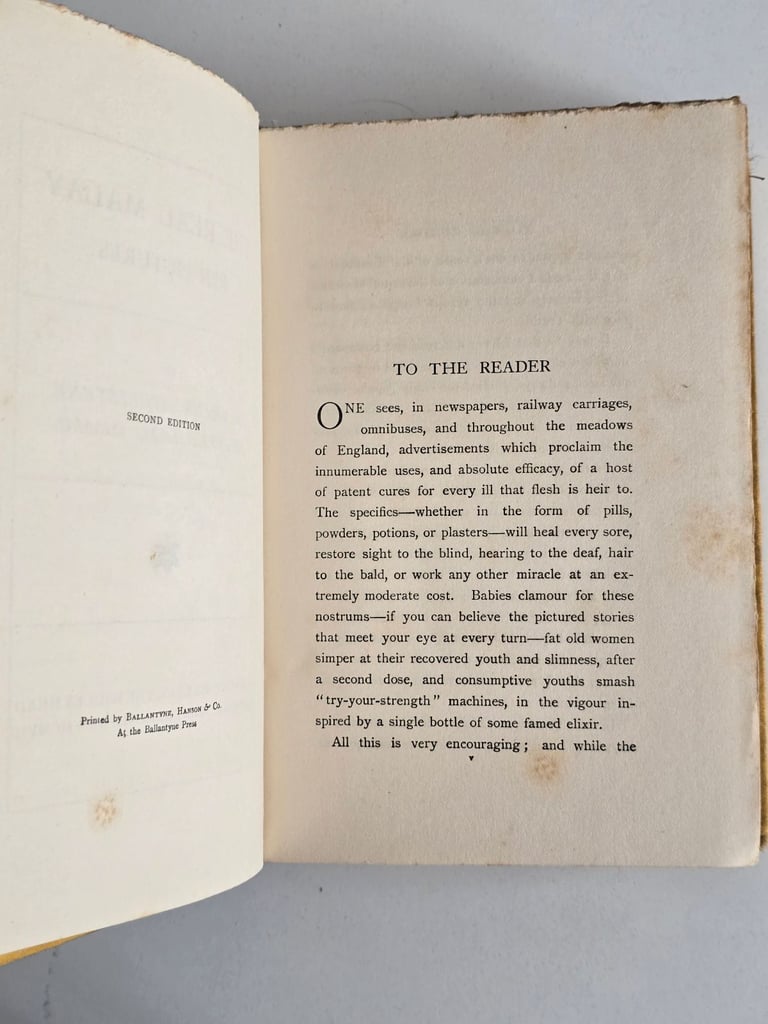 SECOND EDITION
Printed by BALLANTYNE, HANSON & Co.
At the Ballantyne Press
TO THE READER
ONE sees, in newspapers, railway carriages,
omnibuses, and throughout the meadows
of England, advertisements which proclaim the
innumerable uses, and absolute efficacy, of a host
of patent cures for every ill that flesh is heir to.
The specifics—whether in the form of pills,
powders, potions, or plasters—will heal every sore,
restore sight to the blind, hearing to the deaf, hair
to the bald, or work any other miracle at an ex-
tremely moderate cost. Babies clamour for these
nostrums—if you can believe the pictured stories
that meet your eye at every turn—fat old women
simper at their recovered youth and slimness, after
a second dose, and consumptive youths smash
“try-your-strength” machines, in the vigour in-
spired by a single bottle of some famed elixir.
All this is very encouraging; and while the
v